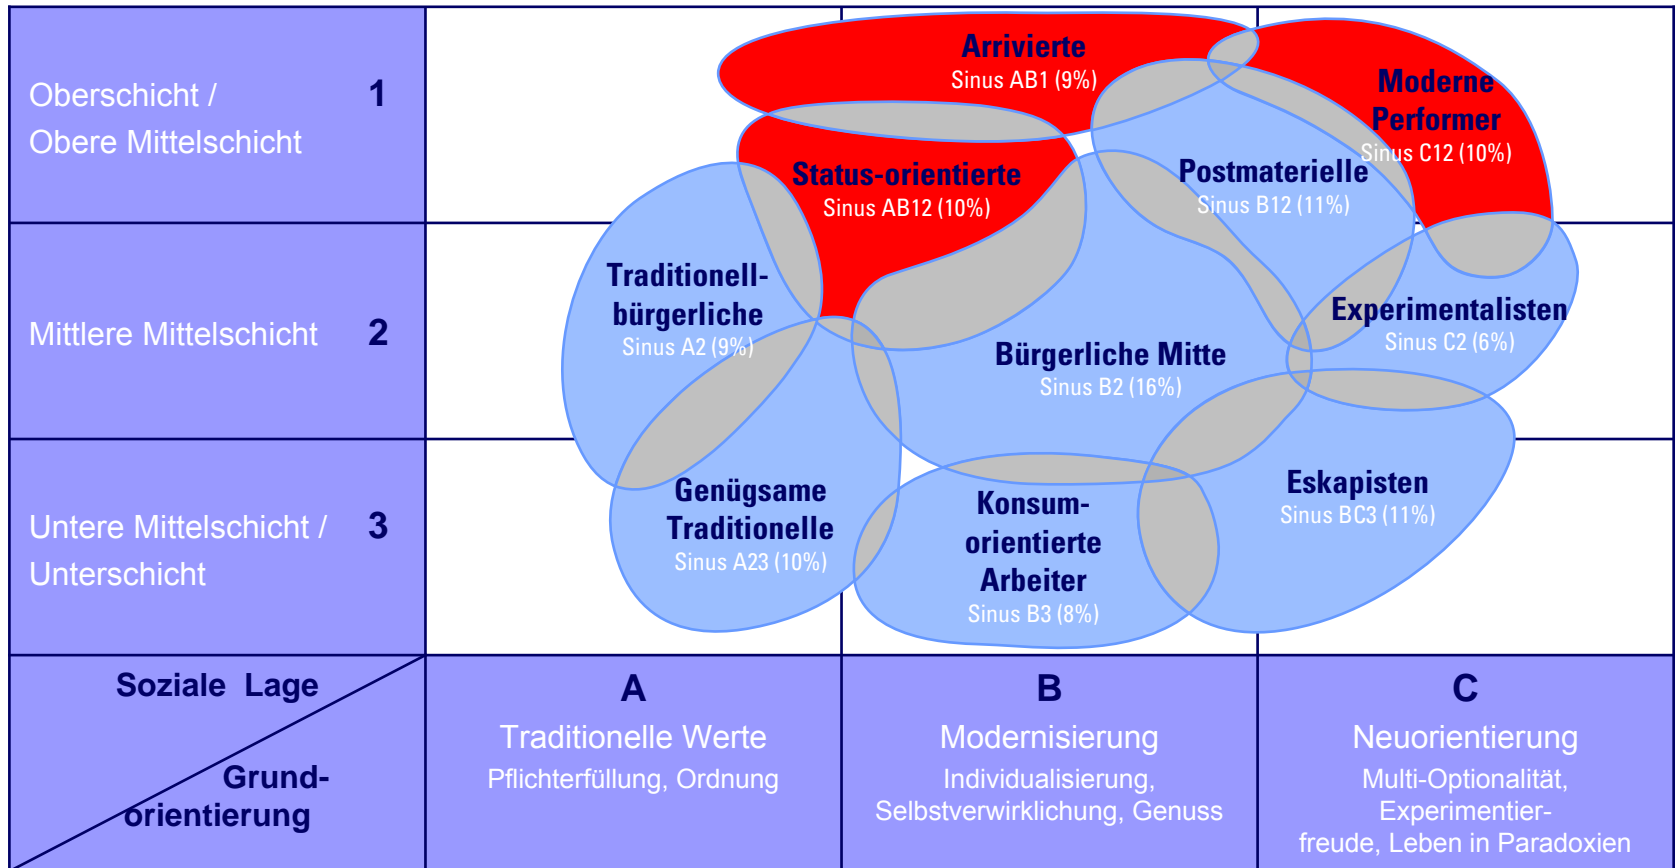 Oberschicht / 1
Obere Mittelschicht
Arrivierte
Sinus AB1 (9%)
Moderne
Performer
Sinus C12 (10%)
Status-orientierte
Sinus AB12 (10%)
Postmaterielle
Sinus B12 (11%)
Mittlere Mittelschicht 2
Traditionell-
bürgerliche
Sinus A2 (9%)
Bürgerliche Mitte
Sinus B2 (16%)
Experimentalisten
Sinus C2 (6%)
Untere Mittelschicht / 3
Unterschicht
Genügsame
Traditionelle
Sinus A23 (10%)
Konsum-
orientierte
Arbeiter
Sinus B3 (8%)
Eskapisten
Sinus BC3 (11%)
Soziale Lage
Grund-
orientierung
A
Traditionelle Werte
Pflichterfüllung, Ordnung
B
Modernisierung
Individualisierung,
Selbstverwirklichung, Genuss
C
Neuorientierung
Multi-Optionalität,
Experimentier-
freude, Leben in Paradoxien